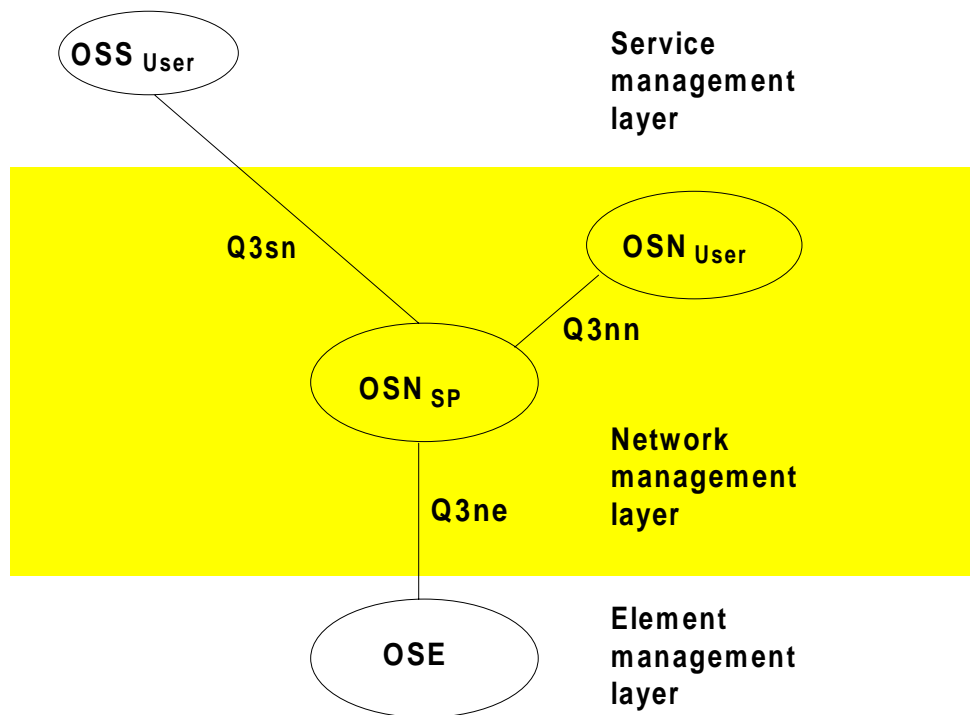 OSS User
Service
management
layer
Q3sn
OSN User
Q3nn
OSN SP
Network
management
layer
Q3ne
OSE
Element
management
layer